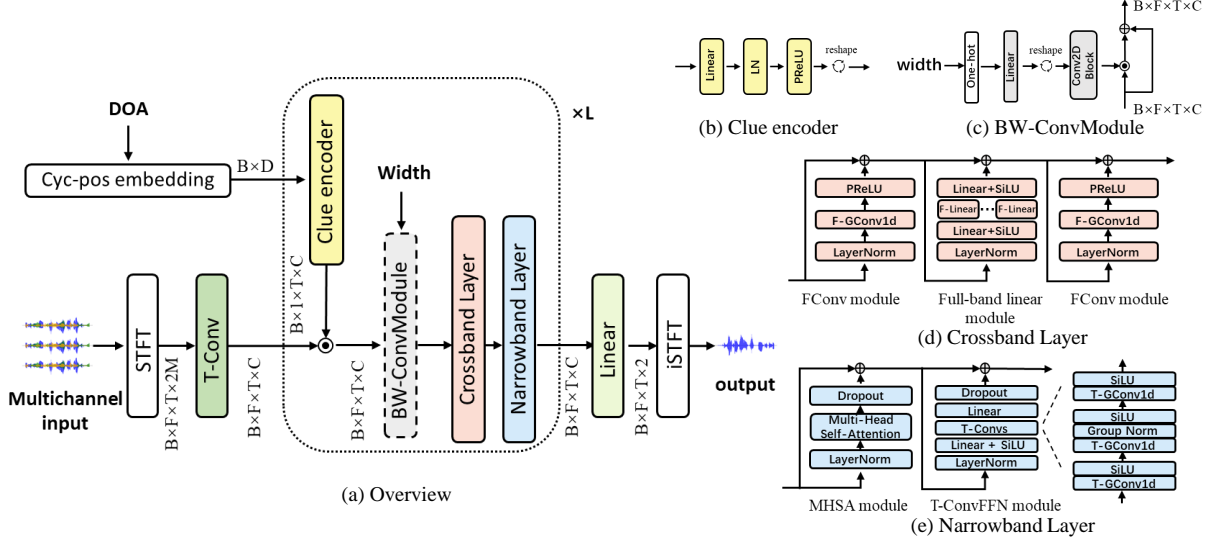 DOA
Cyc-pos embedding
B×D
Clue encoder
×L
Width
B×1×T×C
Multichannel
input
STFT
B×F×T×2M
T-Conv
B×F×T×C
B×F×T×C
BW-ConvModule
Crossband Layer
Narrowband Layer
B×F×T×C
Linear
B×F×T×2
iSTFT
output
(a) Overview
Linear
LN
PReLU
reshape
(b) Clue encoder
width
One-hot
Linear
reshape
Conv2D
Block
B×F×T×C
B×F×T×C
(c) BW-ConvModule
PReLU
F-GConv1d
LayerNorm
FConv module
Linear+SiLU
F-Linear
...
F-Linear
Linear+SiLU
LayerNorm
Full-band linear
module
PReLU
F-GConv1d
LayerNorm
FConv module
(d) Crossband Layer
Dropout
Multi-Head
Self-Attention
LayerNorm
MHSA module
Dropout
Linear
T-Convs
Linear + SiLU
LayerNorm
T-ConvFFN module
SiLU
T-GConv1d
SiLU
Group Norm
T-GConv1d
SiLU
T-GConv1d
(e) Narrowband Layer